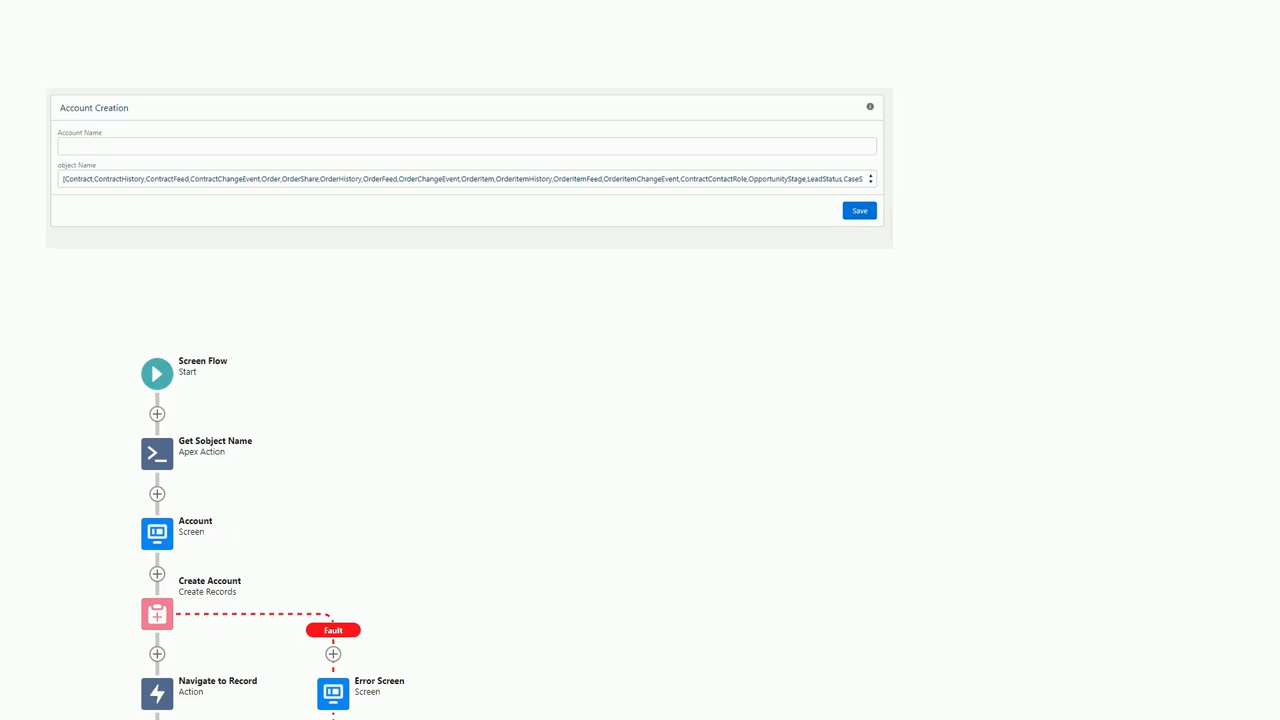 Account Creation
Account Name
object Name
[Contract,ContractHistory,ContractFeed,ContractChangeEvent,Order,OrderShare,OrderHistory,OrderFeed,OrderChangeEvent,OrderItem,OrderItemHistory,OrderItemFeed,OrderItemChangeEvent,ContractContactRole,OpportunityStage,LeadStatus,CaseS
Save
Screen Flow
Start
Get Sobject Name
Apex Action
Account
Screen
Create Account
Create Records
Fault
Navigate to Record
Action
Error Screen
Screen